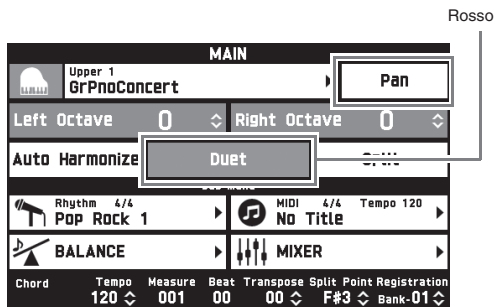 Rosso
MAIN
Upper 1
GrPnoConcert
Pan
Left Octave 0 Right Octave 0
Auto Harmonize Duet
Rhythm 4/4 MIDI 4/4 Tempo 120
Pop Rock 1 No Title
BALANCE MIXER
Chord Tempo Measure Beat Transpose Split Point Registration
120 001 00 00 F#3 Bank-01